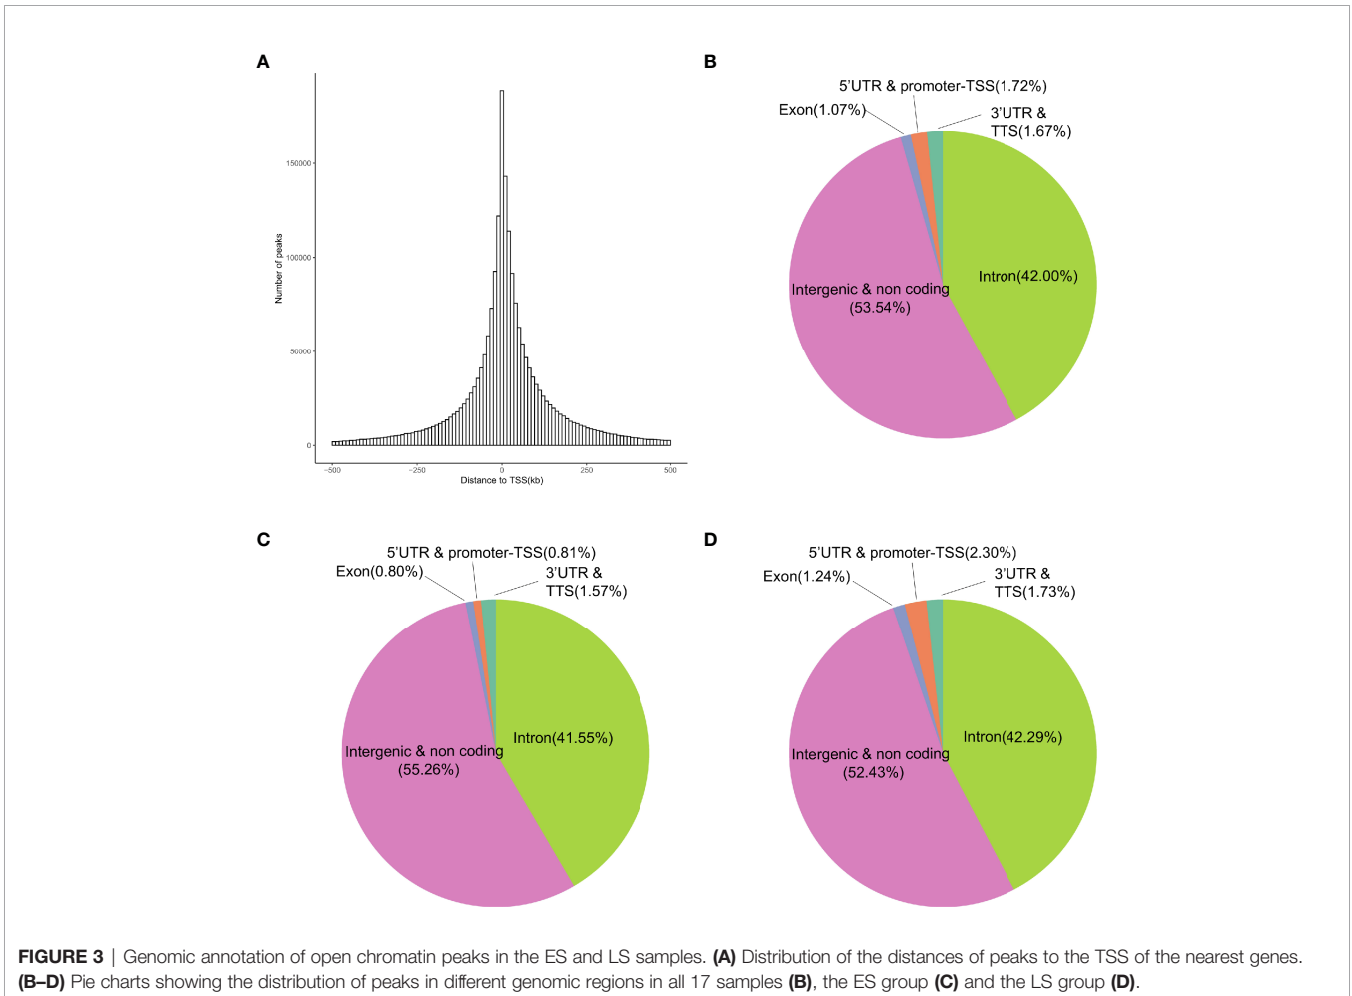 A
Number of peaks
150000
100000
50000
0
−500
−250
0
250
500
Distance to TSS(kb)
B
5'UTR & promoter-TSS(1.72%)
Exon(1.07%)
3'UTR &
TTS(1.67%)
Intron(42.00%)
Intergenic & non coding
(53.54%)
C
5'UTR & promoter-TSS(0.81%)
Exon(0.80%)
3'UTR &
TTS(1.57%)
Intron(41.55%)
Intergenic & non coding
(55.26%)
D
5'UTR & promoter-TSS(2.30%)
Exon(1.24%)
3'UTR &
TTS(1.73%)
Intron(42.29%)
Intergenic & non coding
(52.43%)
FIGURE 3 | Genomic annotation of open chromatin peaks in the ES and LS samples. (A) Distribution of the distances of peaks to the TSS of the nearest genes.
(B–D) Pie charts showing the distribution of peaks in different genomic regions in all 17 samples (B), the ES group (C) and the LS group (D).